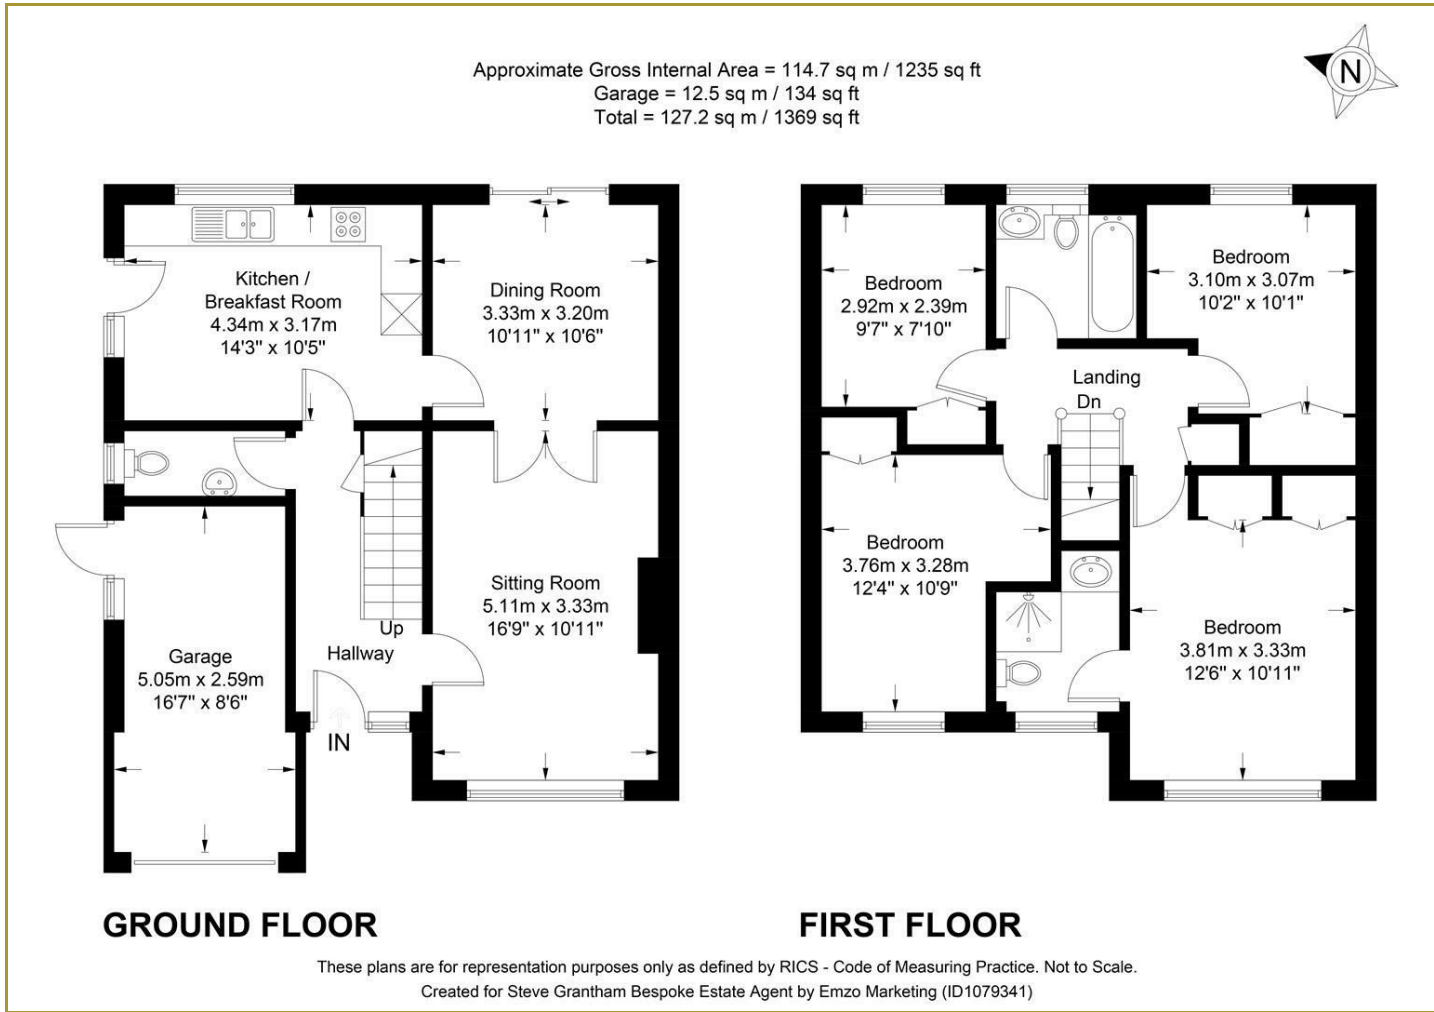 Approximate Gross Internal Area = 114.7 sq m / 1235 sq ft
Garage = 12.5 sq m / 134 sq ft
Total = 127.2 sq m / 1369 sq ft
N
Kitchen /
Breakfast Room
4.34m x 3.17m
14'3" x 10'5"
Dining Room
3.33m x 3.20m
10'11" x 10'6"
Sitting Room
5.11m x 3.33m
16'9" x 10'11"
Up
Hallway
Garage
5.05m x 2.59m
16'7" x 8'6"
IN
Bedroom
2.92m x 2.39m
9'7" x 7'10"
Bedroom
3.10m x 3.07m
10'2" x 10'1"
Landing
Dn
Bedroom
3.76m x 3.28m
12'4" x 10'9"
Bedroom
3.81m x 3.33m
12'6" x 10'11"
GROUND FLOOR
FIRST FLOOR
These plans are for representation purposes only as defined by RICS - Code of Measuring Practice. Not to Scale.
Created for Steve Grantham Bespoke Estate Agent by Emzo Marketing (ID1079341)